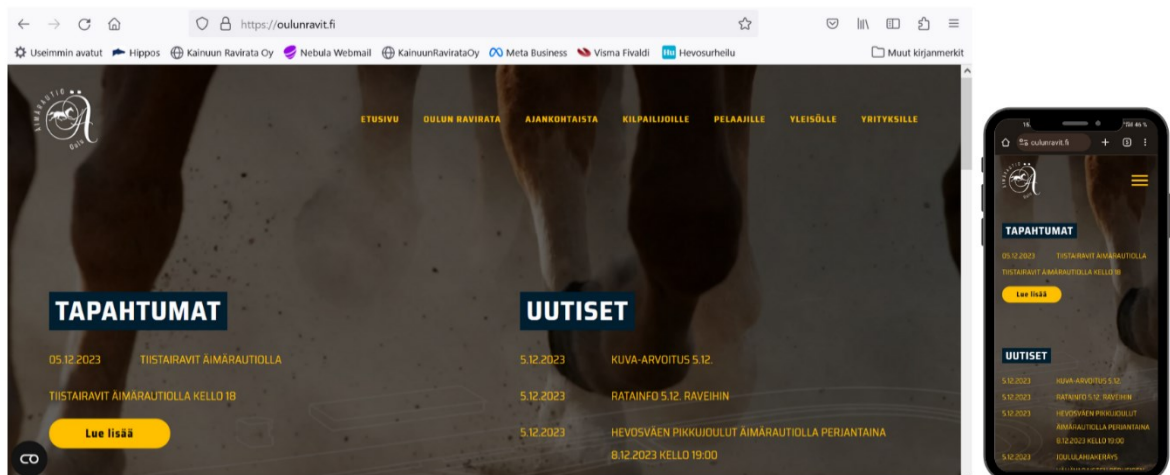 https://oulunravit.fi
Useimmin avatut Hippos Kainuun Ravirata Oy Nebula Webmail KainuunRavirataOy Meta Business Visma Fivaldi Hu Hevosurheilu Muut kirjanmerkit
ÄIMÄRAUTIO
Ä
Oulu
ETUSIVU OULUN RAVIRATA AJANKOHTAISTA KILPAILIJOILLE PELAAJILLE YLEISÖLLE YRITYKSILLE
TAPAHTUMAT
05.12.2023 TIISTAIRAVIT ÄIMÄRAUTIOLLA
TIISTAIRAVIT ÄIMÄRAUTIOLLA KELLO 18
Lue lisää
UUTISET
5.12.2023 KUVA-ARVOITUS 5.12.
5.12.2023 RATAINFO 5.12. RAVEIHIN
5.12.2023 HEVOSVÄEN PIKKUJOULUT ÄIMÄRAUTIOLLA PERJANTAINA
8.12.2023 KELLO 19:00
46 %
oulunravit.fi
Ä
TAPAHTUMAT
05.12.2023 TIISTAIRAVIT ÄIMÄRAUTIOLLA
TIISTAIRAVIT ÄIMÄRAUTIOLLA KELLO 18
Lue lisää
UUTISET
5.12.2023 KUVA-ARVOITUS 5.12.
5.12.2023 RATAINFO 5.12. RAVEIHIN
5.12.2023 HEVOSVÄEN PIKKUJOULUT
ÄIMÄRAUTIOLLA PERJANTAINA
8.12.2023 KELLO 19:00
5.12.2023 JOULULAHJAKERÄYS